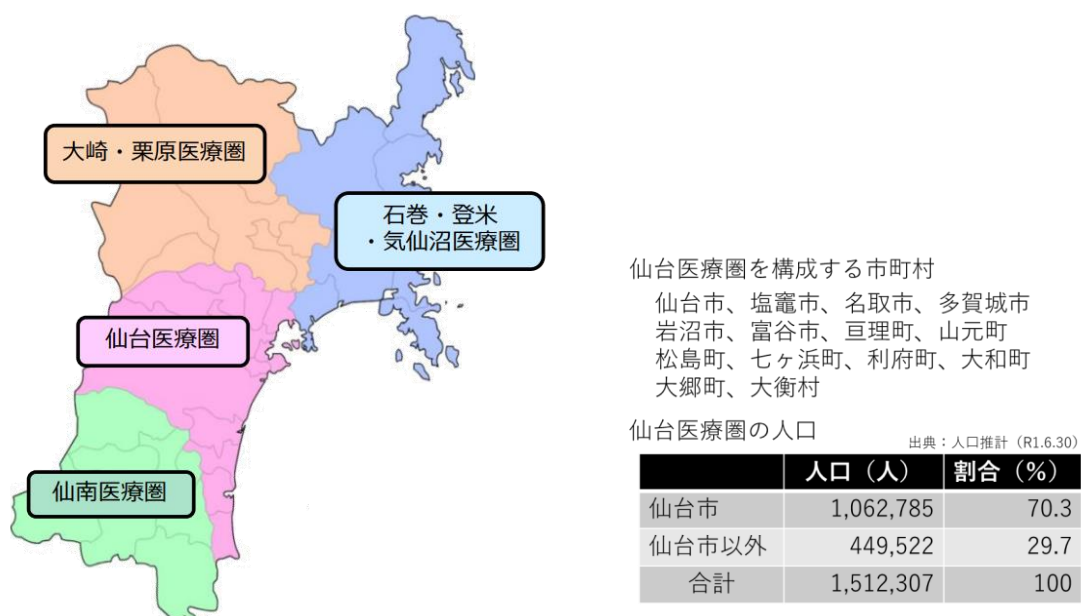 大崎・栗原医療圏
石巻・登米
・気仙沼医療圏
仙台医療圏
仙南医療圏
仙台医療圏を構成する市町村
仙台市、塩竈市、名取市、多賀城市
岩沼市、富谷市、亘理町、山元町
松島町、七ヶ浜町、利府町、大和町
大郷町、大衡村
仙台医療圏の人口
出典：人口推計（R1.6.30）
人口（人） 割合（%）
仙台市 1,062,785 70.3
仙台市以外 449,522 29.7
合計 1,512,307 100